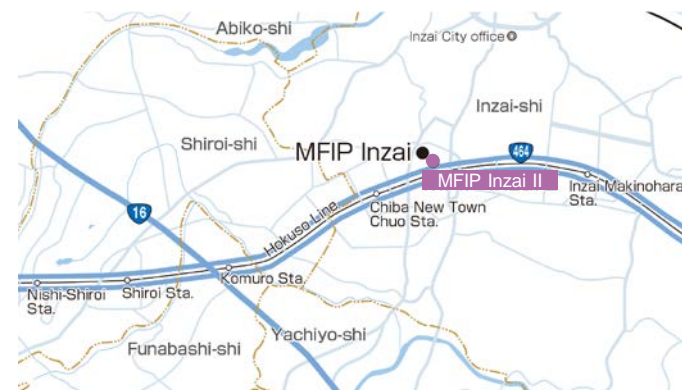 Abiko-shi
Inzai City office
Inzai-shi
Shiroi-shi
MFIP Inzai
464
MFIP Inzai II
Inzai Makinohara
Sta.
16
Chiba New Town
Chuo Sta.
Hokuso Line
Komuro Sta.
Nishi-Shiroi
Sta.
Shiroi Sta.
Yachiyo-shi
Funabashi-shi